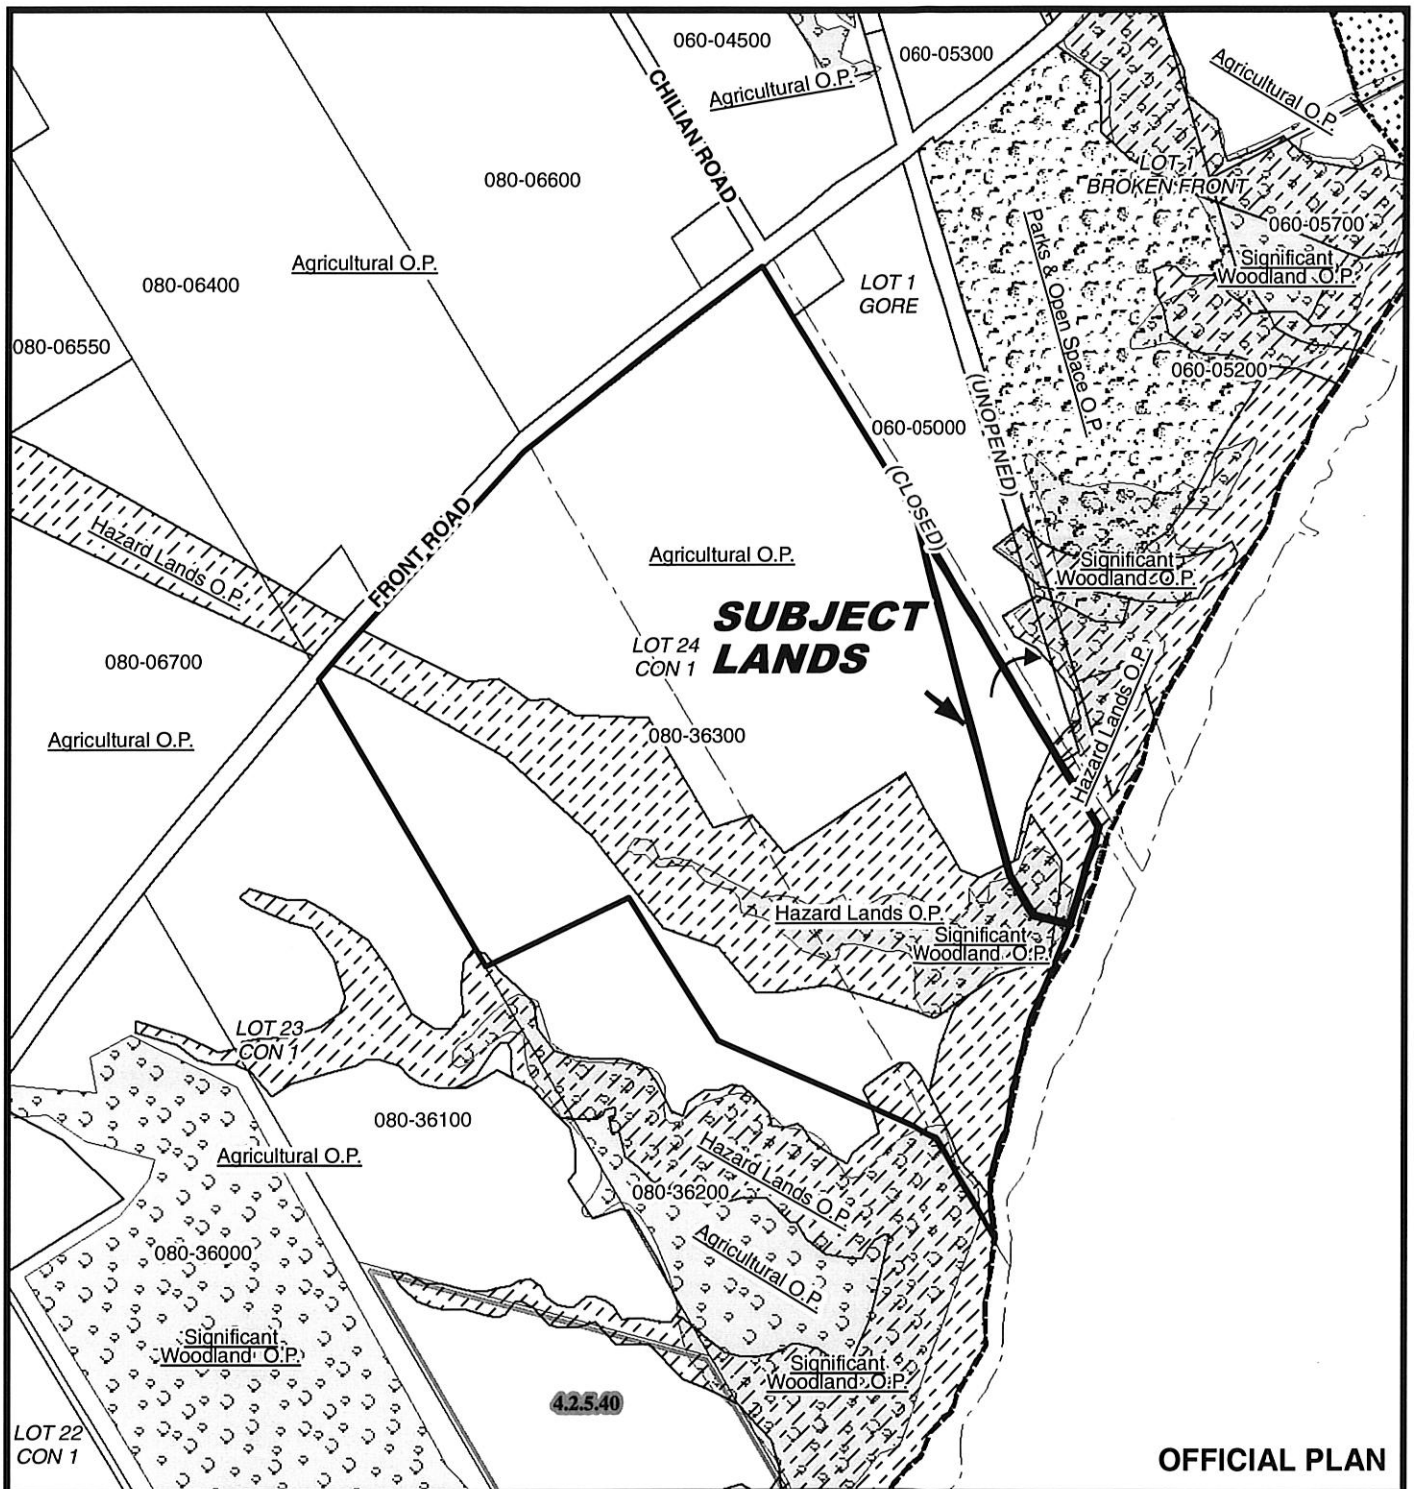 060-04500
060-05300
Agricultural O.P.
Agricultural O.P.
CHILIAN ROAD
LOT 1
BROKEN FRONT
080-06600
060-05700
Parks & Open Space O.P
Significant
Woodland O.P.
Agricultural O.P.
080-06400
LOT 1
GORE
080-06550
060-05200
(UNOPENED)
060-05000
(CLOSED)
Hazard Lands O.P.
FRONT ROAD
Agricultural O.P.
Significant
Woodland O.P.
SUBJECT
LANDS
LOT 24
CON 1
080-06700
Hazard Lands O.P.
080-36300
Agricultural O.P.
Hazard Lands O.P.
Significant
Woodland O.P.
LOT 23
CON 1
080-36100
Agricultural O.P.
Hazard Lands O.P.
080-36200
Agricultural O.P
080-36000
Significant
Woodland O.P.
Significant
Woodland O.P.
4.2.5.40
LOT 22
CON 1
OFFICIAL PLAN